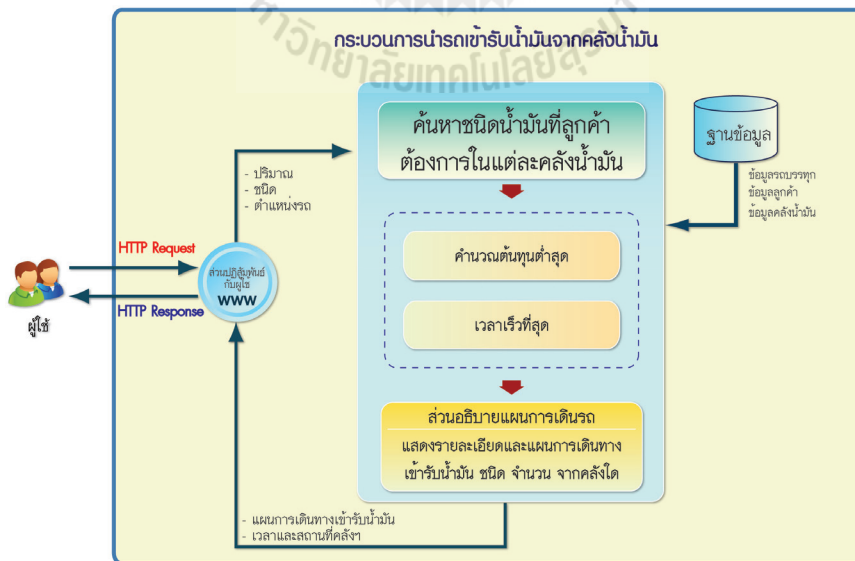 กระบวนการนำรถเข้ารับน้ำมันจากคลังน้ำมัน
ค้นหาชนิดน้ำมันที่ลูกค้า
ต้องการในแต่ละคลังน้ำมัน
ฐานข้อมูล
ข้อมูลรถบรรทุก
ข้อมูลลูกค้า
ข้อมูลคลังน้ำมัน
- ปริมาณ
- ชนิด
- ตำแหน่งรถ
HTTP Request
ส่วนปฏิสัมพันธ์
กับผู้ใช้
WWW
HTTP Response
ผู้ใช้
คำนวณต้นทุนต่ำสุด
เวลาเร็วที่สุด
ส่วนอธิบายแผนการเดินรถ
แสดงรายละเอียดและแผนการเดินทาง
เข้ารับน้ำมัน ชนิด จำนวน จากคลังใด
- แผนการเดินทางเข้ารับน้ำมัน
- เวลาและสถานที่คลังฯ